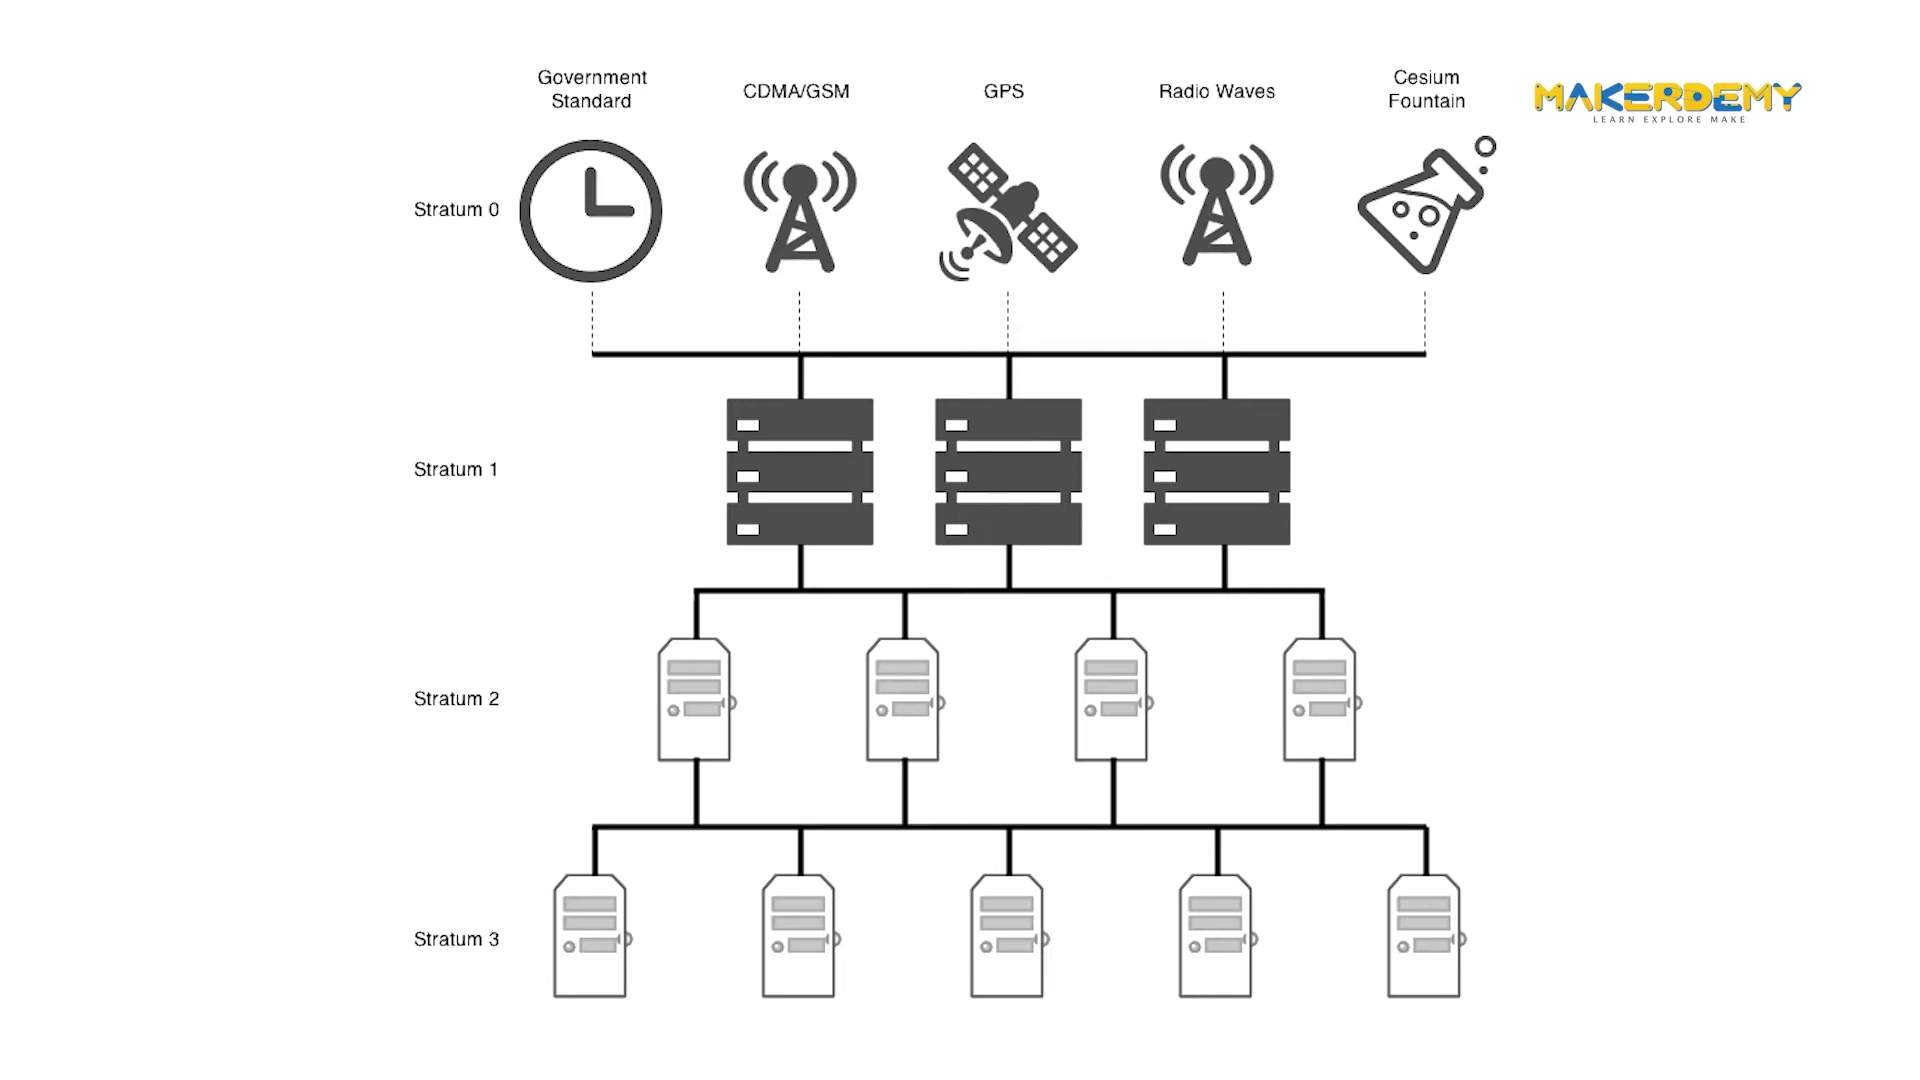 Government
Standard
CDMA/GSM
GPS
Radio Waves
Cesium
Fountain
MAKERDEMY
LEARN EXPLORE MAKE
Stratum 0
Stratum 1
Stratum 2
Stratum 3